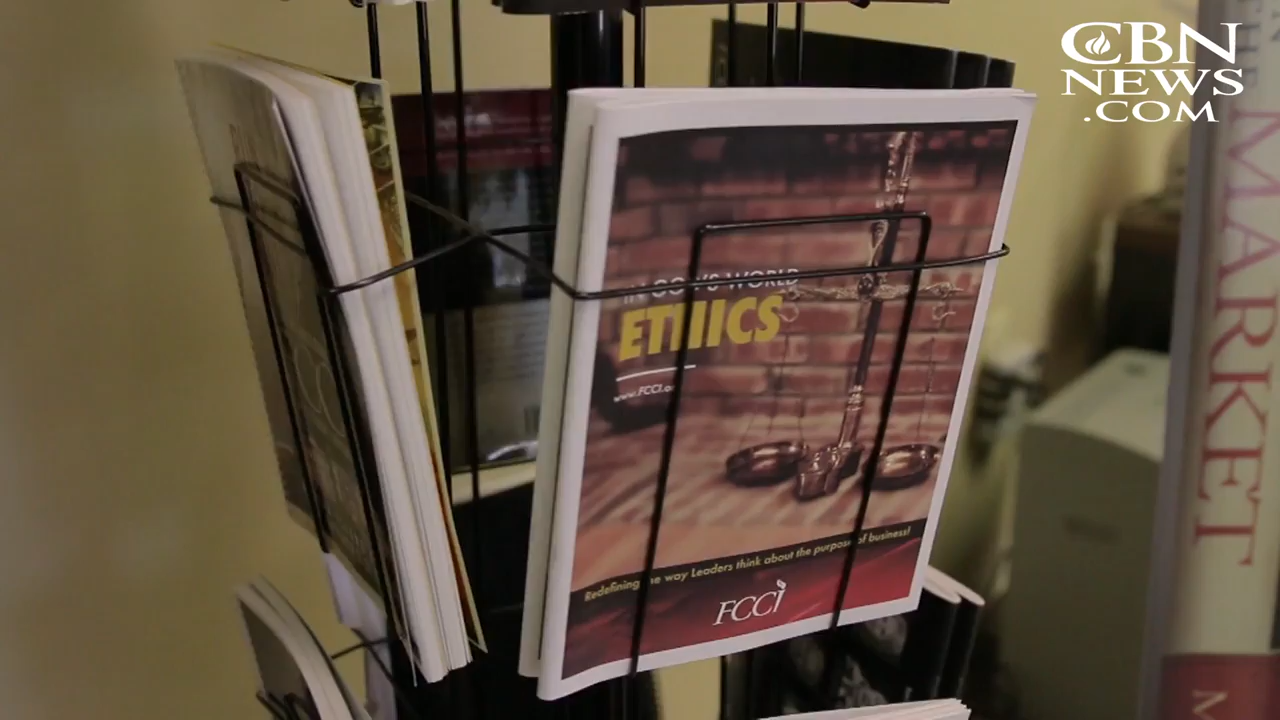 CBN
NEWS
.COM
IN GOD'S WORLD
ETHICS
www.FCCI.o
Redefining the way Leaders think about the purpose of business!
FCCI
MARKET